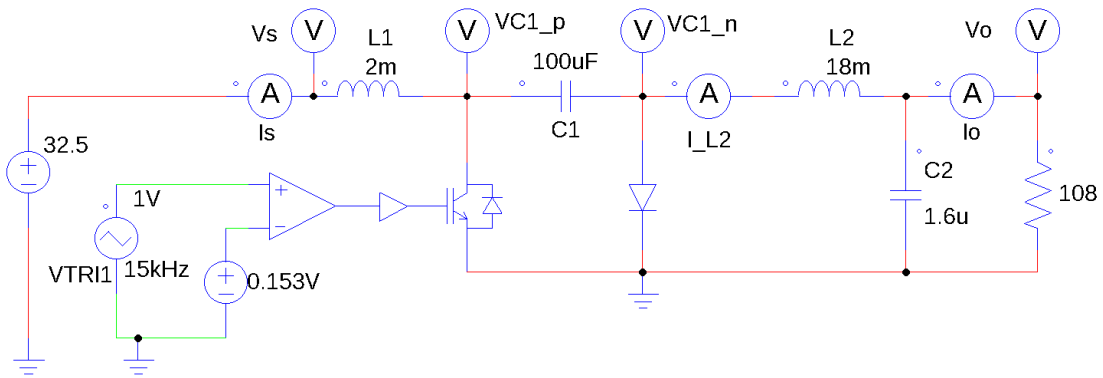 Vs
L1
2m
VC1_p
100uF
C1
VC1_n
L2
18m
Vo
V
V
V
V
A
Is
A
I_L2
A
Io
32.5
1V
VTRI1
15kHz
0.153V
C2
1.6u
108